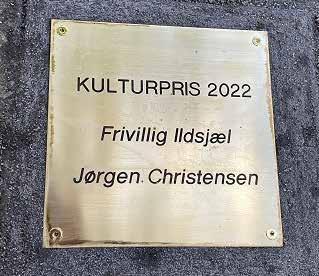 KULTURPRIS 2022
Frivillig Ildsjæl
Jørgen Christensen